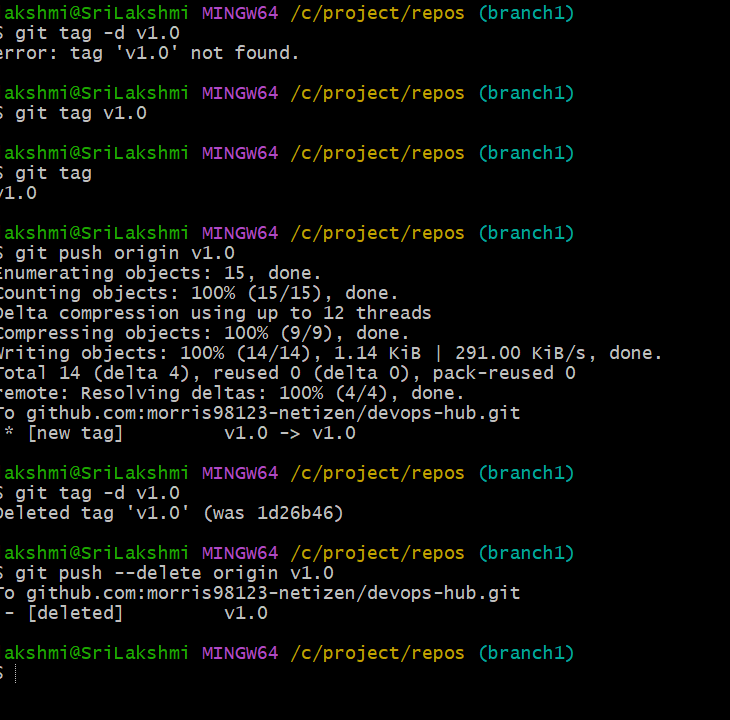 akshmi@SriLakshmi MINGW64 /c/project/repos (branch1)
$ git tag -d v1.0
error: tag 'v1.0' not found.
akshmi@SriLakshmi MINGW64 /c/project/repos (branch1)
$ git tag v1.0
akshmi@SriLakshmi MINGW64 /c/project/repos (branch1)
$ git tag
v1.0
akshmi@SriLakshmi MINGW64 /c/project/repos (branch1)
$ git push origin v1.0
Enumerating objects: 15, done.
Counting objects: 100% (15/15), done.
Delta compression using up to 12 threads
Compressing objects: 100% (9/9), done.
Writing objects: 100% (14/14), 1.14 KiB | 291.00 KiB/s, done.
Total 14 (delta 4), reused 0 (delta 0), pack-reused 0
remote: Resolving deltas: 100% (4/4), done.
To github.com:morris98123-netizen/devops-hub.git
* [new tag]         v1.0 -> v1.0
akshmi@SriLakshmi MINGW64 /c/project/repos (branch1)
$ git tag -d v1.0
Deleted tag 'v1.0' (was 1d26b46)
akshmi@SriLakshmi MINGW64 /c/project/repos (branch1)
$ git push --delete origin v1.0
To github.com:morris98123-netizen/devops-hub.git
- [deleted]         v1.0
akshmi@SriLakshmi MINGW64 /c/project/repos (branch1)
$